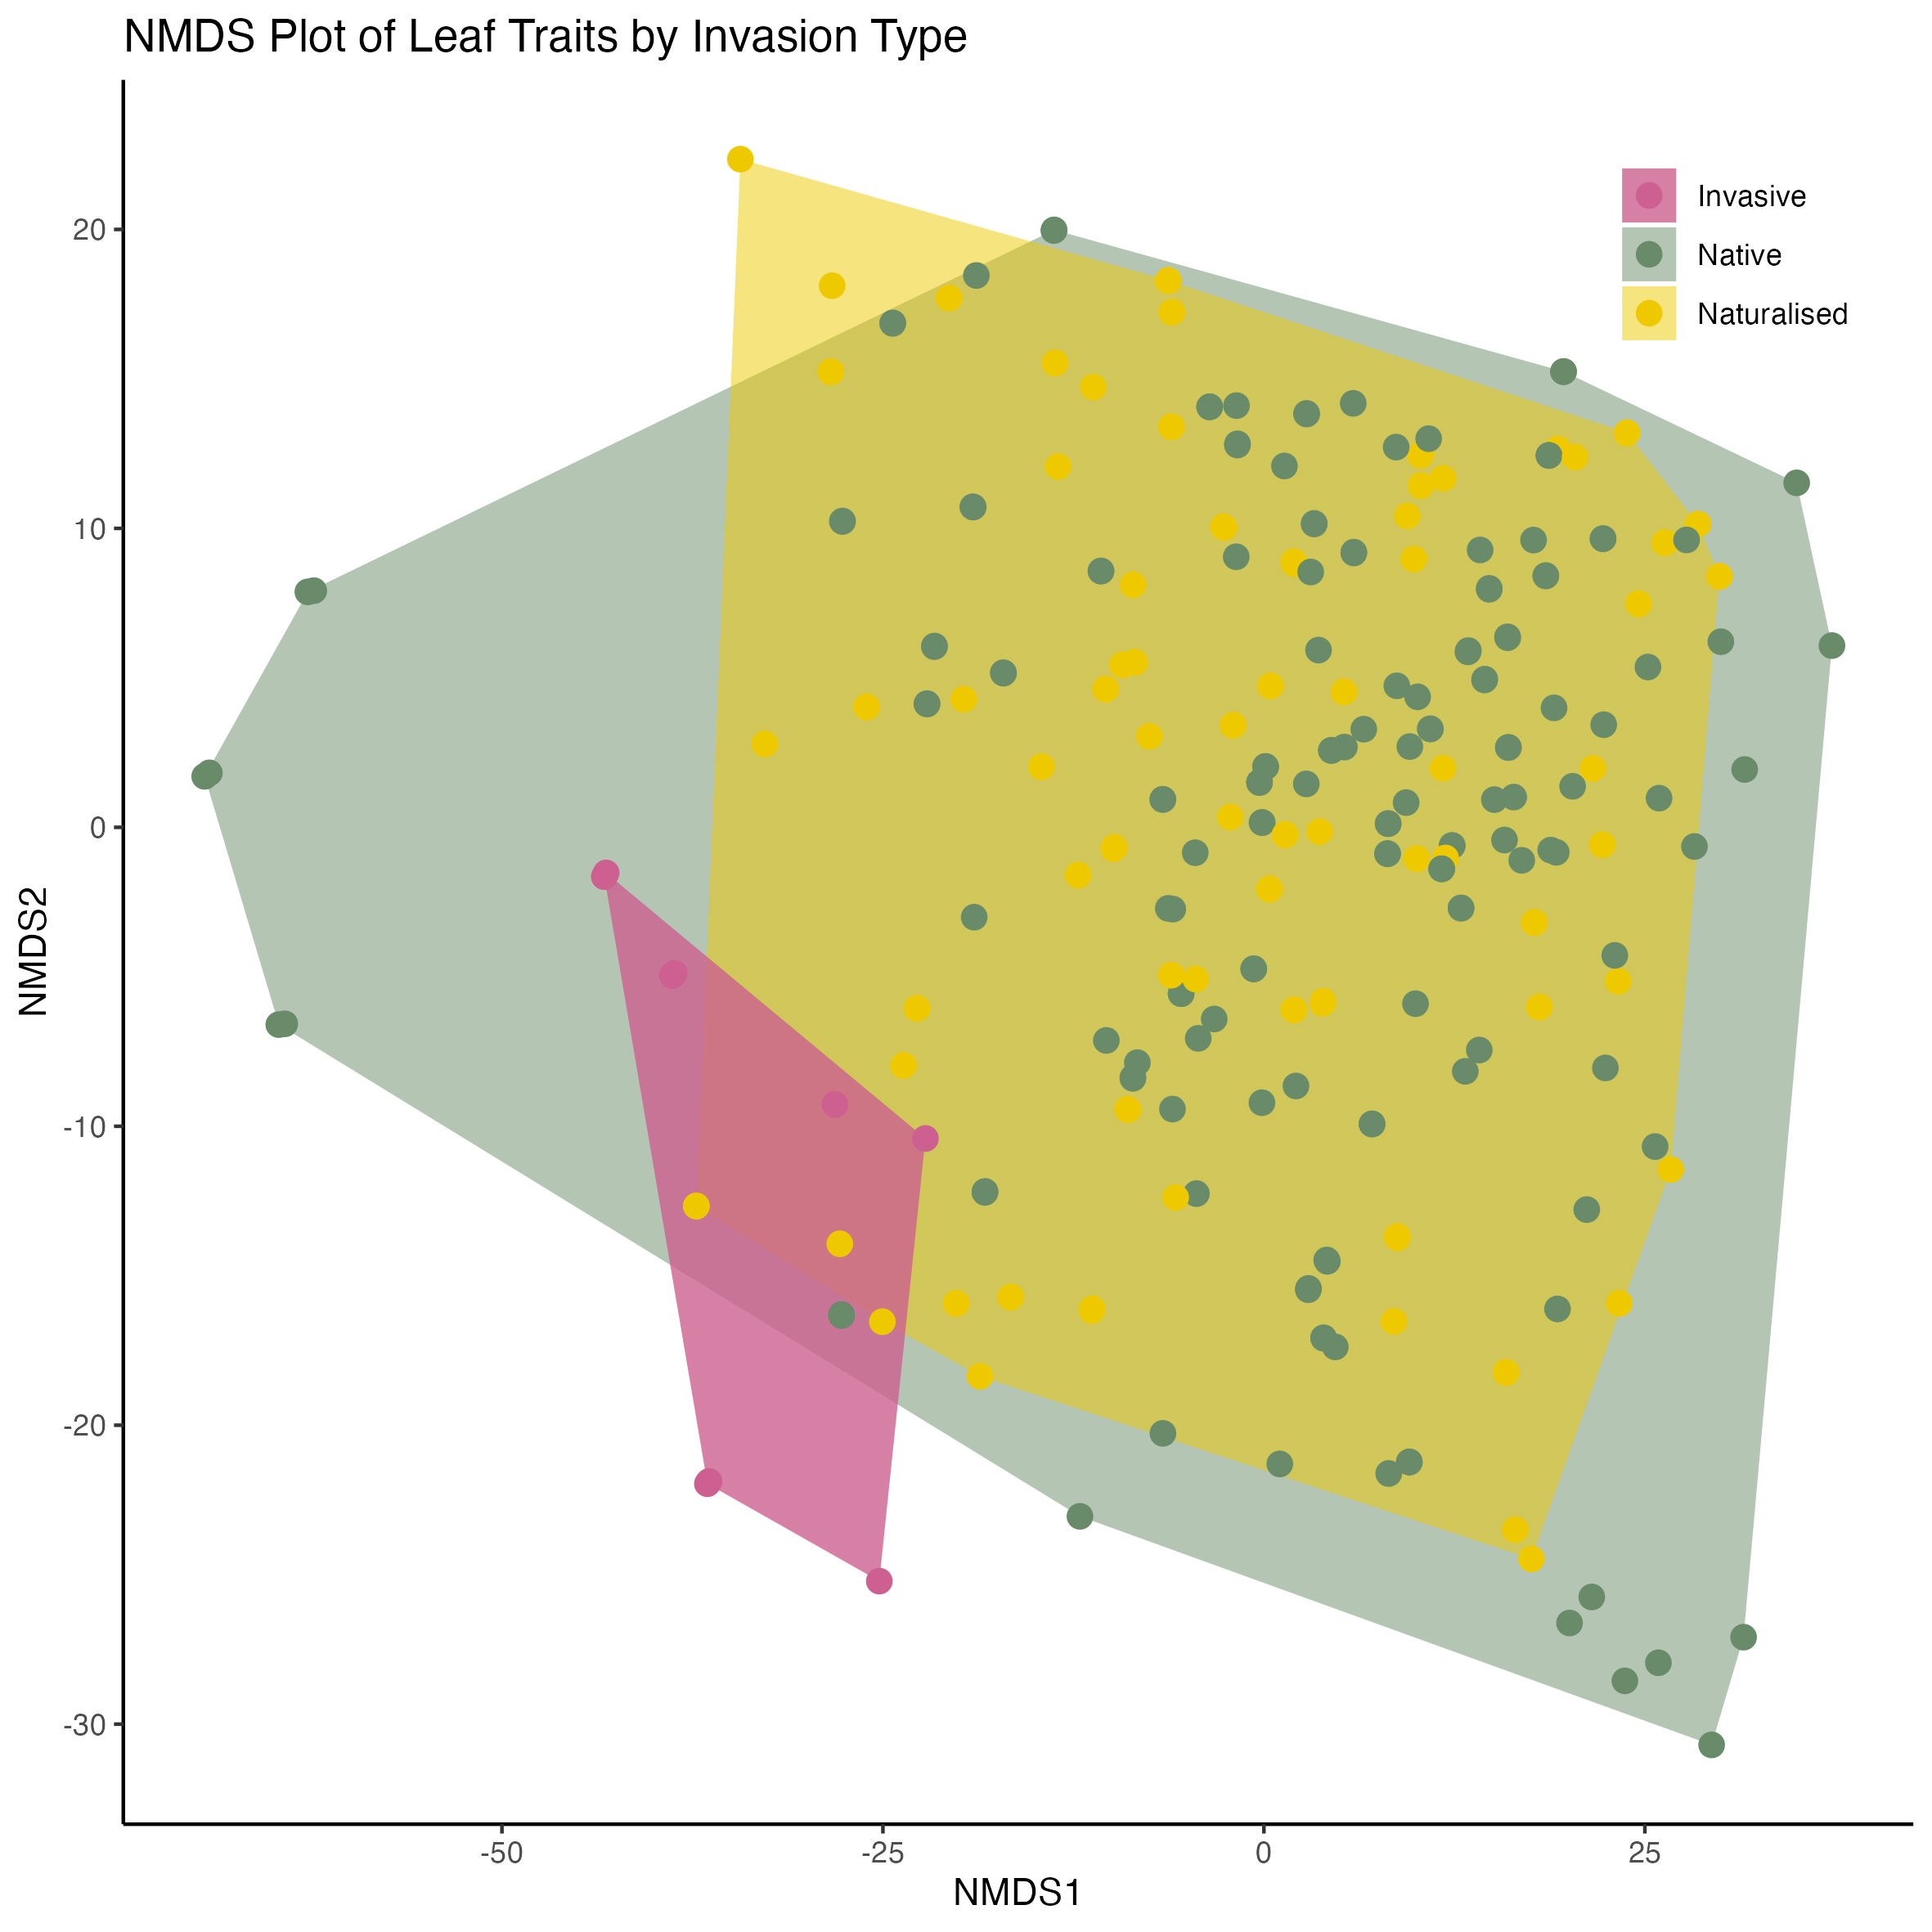 NMDS Plot of Leaf Traits by Invasion Type
Invasive
Native
Naturalised
20
10
0
-10
-20
-30
NMDS2
-50
-25
0
25
NMDS1